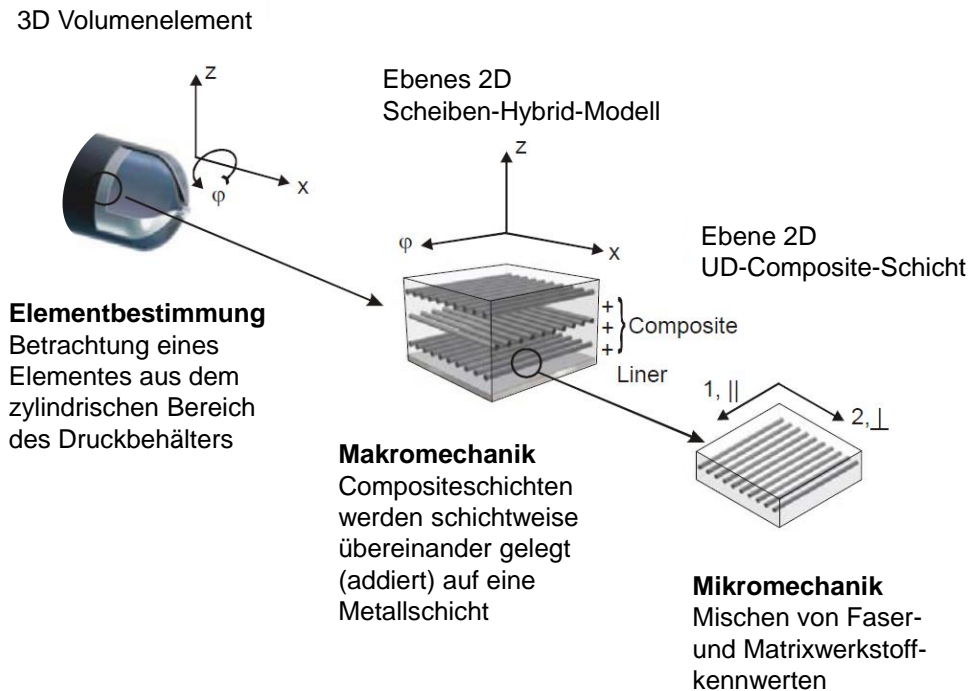 3D Volumenelement
z
x
φ
Elementbestimmung
Betrachtung eines
Elementes aus dem
zylindrischen Bereich
des Druckbehälters
Ebenes 2D
Scheiben-Hybrid-Modell
z
φ
x
+
+ Composite
+
Liner
Makromechanik
Compositeschichten
werden schichtweise
übereinander gelegt
(addiert) auf eine
Metallschicht
Ebene 2D
UD-Composite-Schicht
1, ||
2, ⊥
Mikromechanik
Mischen von Faser-
und Matrixwerkstoff-
kennwerten